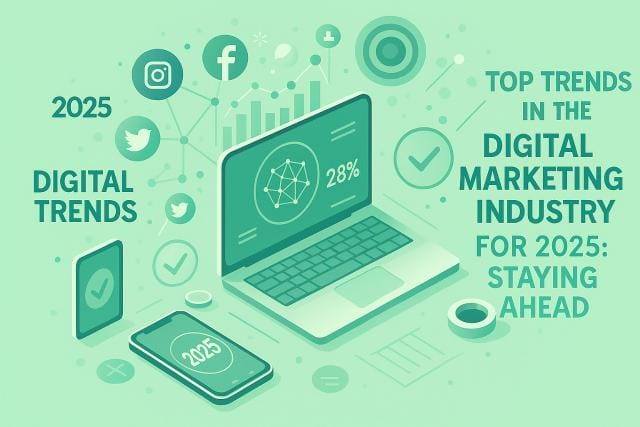 2025
DIGITAL
TRENDS
28%
2025
TOP TRENDS
IN THE
DIGITAL
MARKETING
INDUSTRY
FOR 2025:
STAYING
AHEAD